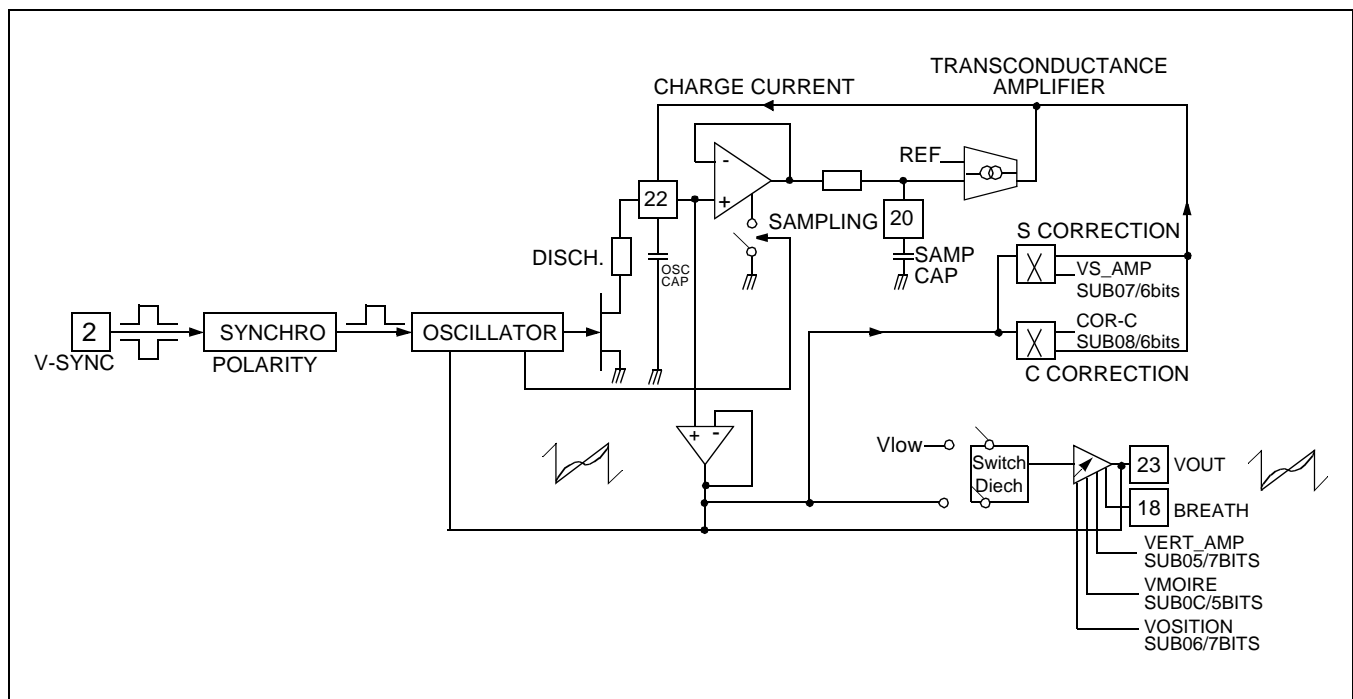 TRANSCONDUCTANCE
AMPLIFIER
CHARGE CURRENT
REF
-
+
22
20
SAMPLING
SAMP
CAP
DISCH.
OSC
CAP
S CORRECTION
VS_AMP
SUB07/6bits
COR-C
SUB08/6bits
C CORRECTION
2
V-SYNC
SYNCHRO
POLARITY
OSCILLATOR
+ -
Vlow
Switch
Diech
23 VOUT
18 BREATH
VERT_AMP
SUB05/7BITS
VMOIRE
SUB0C/5BITS
VOSITION
SUB06/7BITS